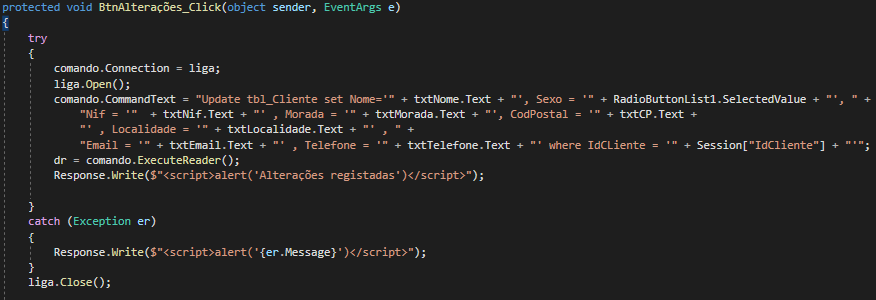 protected void BtnAlterações_Click(object sender, EventArgs e)
{
try
{
comando.Connection = liga;
liga.Open();
comando.CommandText = "Update tbl_Cliente set Nome='" + txtNome.Text + "', Sexo = '" + RadioButtonList1.SelectedValue + "', " +
"Nif = '"  + txtNif.Text + "' , Morada = '" + txtMorada.Text + "', CodPostal = '" + txtCP.Text +
"' , Localidade = '" + txtLocalidade.Text + "' , " +
"Email = '" + txtEmail.Text + "' , Telefone = '" + txtTelefone.Text + "' where IdCLiente = '" + Session["IdCliente"] + "'";
dr = comando.ExecuteReader();
Response.Write($"<script>alert('Alterações registadas')</script>");
}
catch (Exception er)
{
Response.Write($"<script>alert('{er.Message}')</script>");
}
liga.Close();